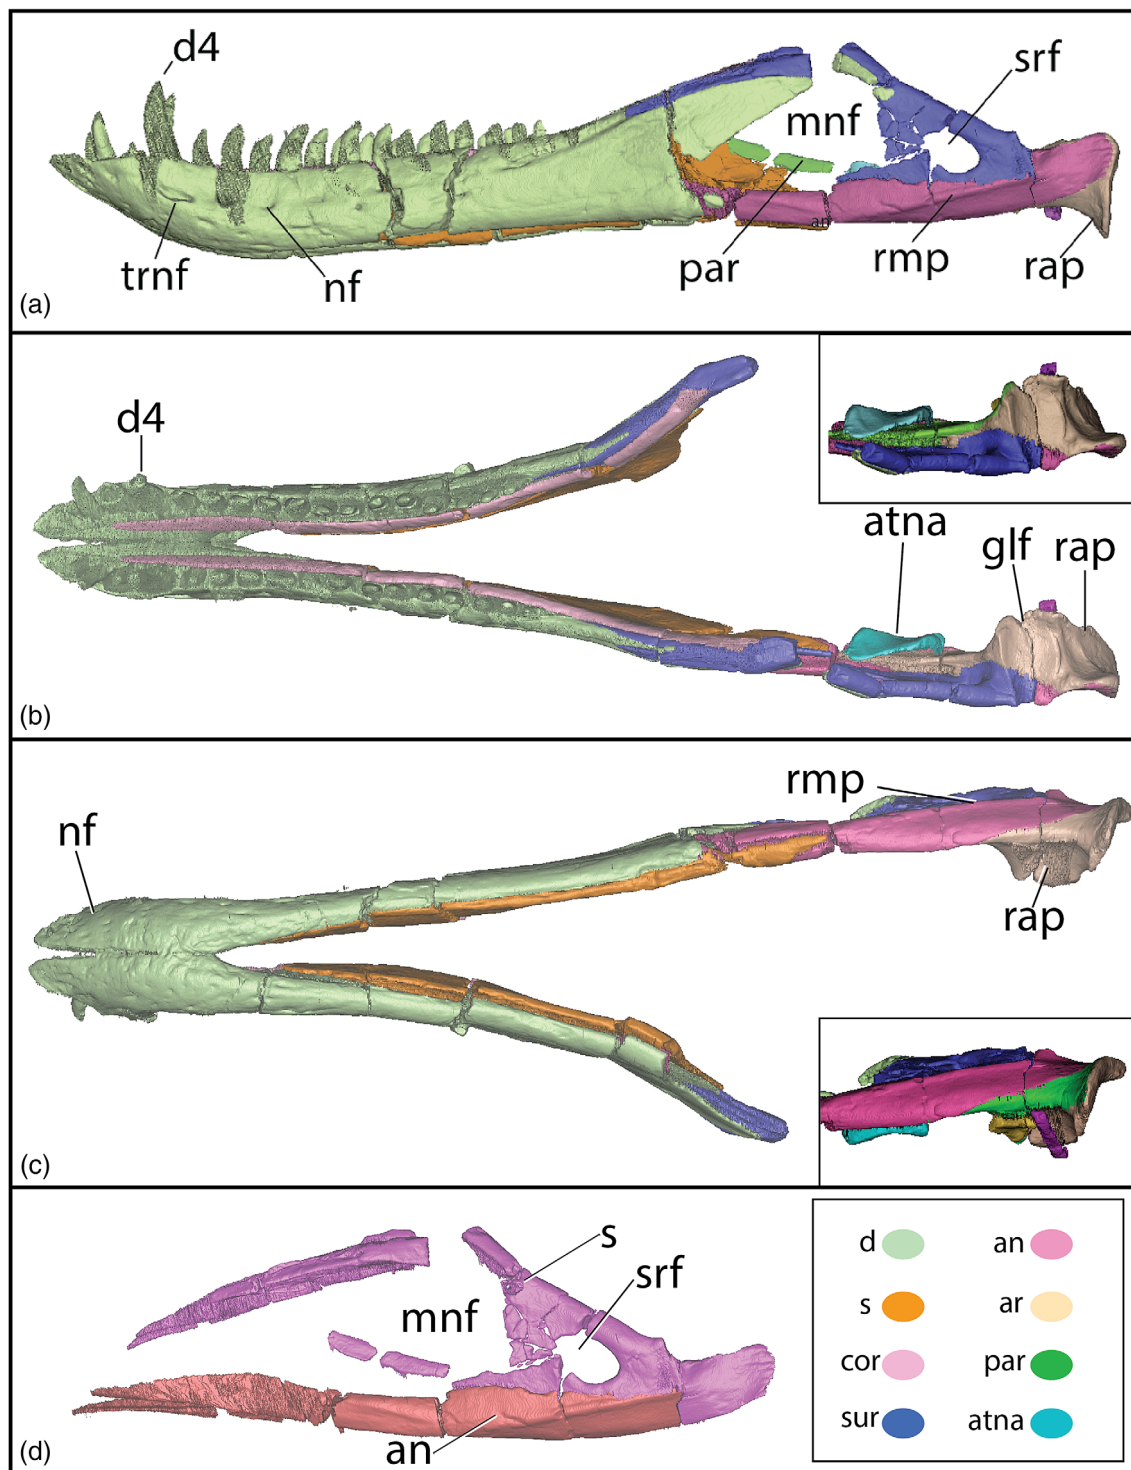 d4
srf
mnf
an
trnf
nf
par
rmp
rap
(a)
d4
atna
glf
rap
(b)
rmp
nf
rap
(c)
s
srf
mnf
an
(d)
d
an
s
ar
cor
par
sur
atna